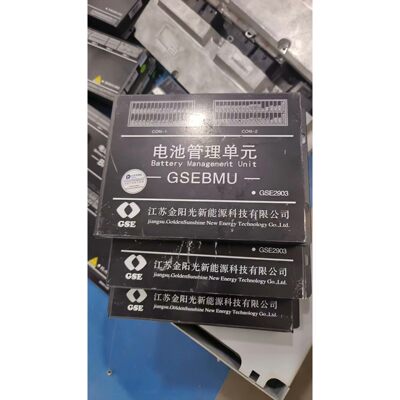 CON-1 CON-2
电池管理单元
Battery Management Unit
GSEBMU
GSE2903
GSE
江苏金阳光新能源科技有限公司
jiangsu.GoldenSunshine New Energy Technology Co.,Ltd.
GSE2903
GSE
江苏金阳光新能源科技有限公司
jiangsu.GoldenSunshine New Energy Technology Co.,Ltd.
GSE
江苏金阳光新能源科技有限公司
jiangsu.GoldenSunshine New Energy Technology Co.,Ltd.